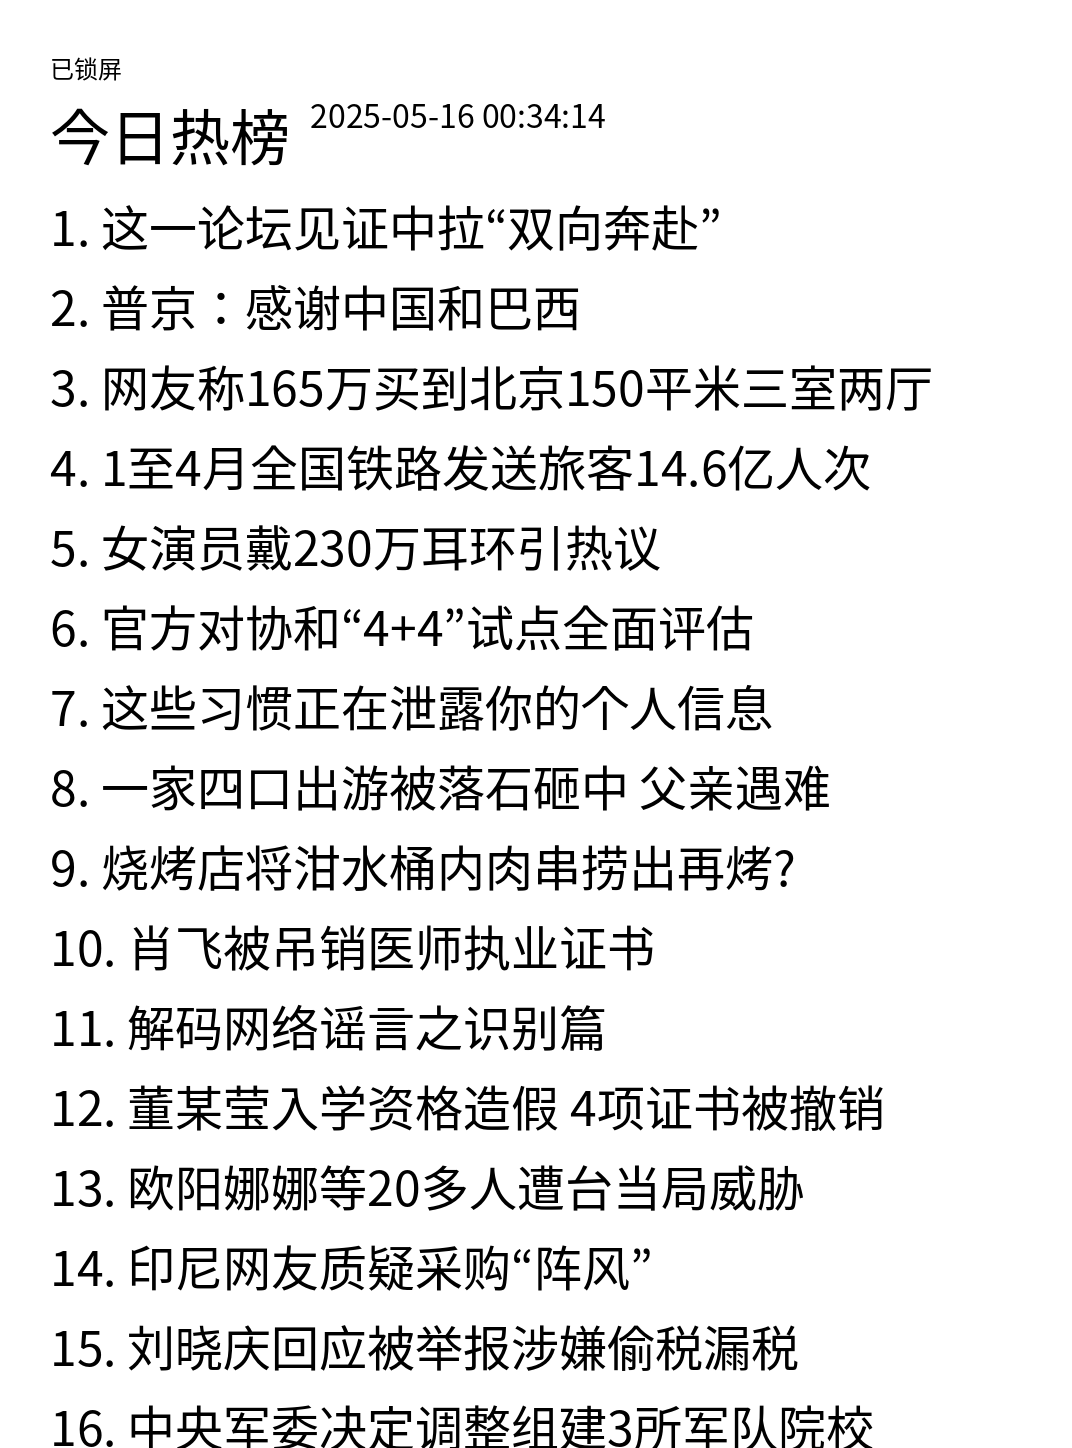 已锁屏
今日热榜 2025-05-16 00:34:14
1. 这一论坛见证中拉“双向奔赴”
2. 普京：感谢中国和巴西
3. 网友称165万买到北京150平米三室两厅
4. 1至4月全国铁路发送旅客14.6亿人次
5. 女演员戴230万耳环引热议
6. 官方对协和“4+4”试点全面评估
7. 这些习惯正在泄露你的个人信息
8. 一家四口出游被落石砸中 父亲遇难
9. 烧烤店将泔水桶内肉串捞出再烤?
10. 肖飞被吊销医师执业证书
11. 解码网络谣言之识别篇
12. 董某莹入学资格造假 4项证书被撤销
13. 欧阳娜娜等20多人遭台当局威胁
14. 印尼网友质疑采购“阵风”
15. 刘晓庆回应被举报涉嫌偷税漏税
16. 中央军委决定调整组建3所军队院校